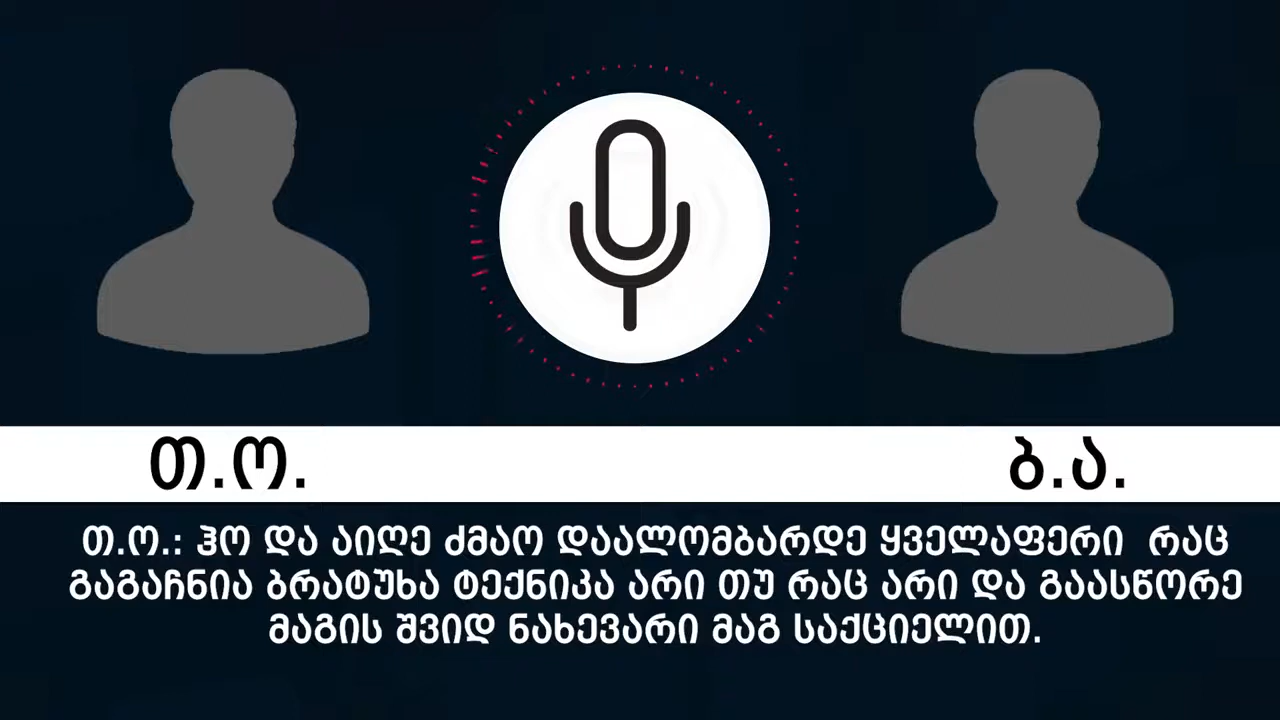 თ.ო.
ბ.ა.
თ.ო.: ჰო და აიღე ძმაო დაალომბარდე ყველაფერი რაც
გაგაჩნია ბრატუხა ტექნიკა არი თუ რაც არი და გაასწორე
მაგის შვიდ ნახევარი მაგ საქციელით.